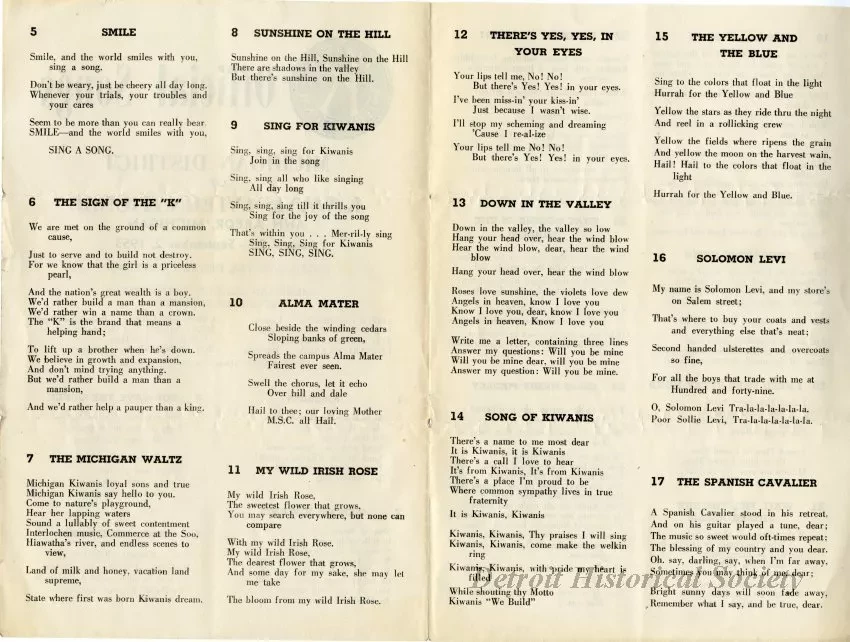 5 SMILE
Smile, and the world smiles with you,
sing a song.
Don't be weary, just be cheery all day long.
Whenever your trials, your troubles and
your cares
Seem to be more than you can really bear.
SMILE—and the world smiles with you,
SING A SONG.
6 THE SIGN OF THE "K"
We are met on the ground of a common
cause,
Just to serve and to build not destroy.
For we know that the girl is a priceless
pearl,
And the nation's great wealth is a boy.
We'd rather build a man than a mansion,
We'd rather win a name than a crown.
The "K" is the brand that means a
helping hand;
To lift up a brother when he's down.
We believe in growth and expansion,
And don't mind trying anything.
But we'd rather build a man than a
mansion,
And we'd rather help a pauper than a king.
7 THE MICHIGAN WALTZ
Michigan Kiwanis loyal sons and true
Michigan Kiwanis say hello to you.
Come to nature's playground,
Hear her lapping waters
Sound a lullaby of sweet contentment
Interlochen music, Commerce at the Soo,
Hiawatha's river, and endless scenes to
view,
Land of milk and honey, vacation land
supreme,
State where first was born Kiwanis dream.
8 SUNSHINE ON THE HILL
Sunshine on the Hill, Sunshine on the Hill
There are shadows in the valley
But there's sunshine on the Hill.
9 SING FOR KIWANIS
Sing, sing, sing for Kiwanis
Join in the song
Sing, sing all who like singing
All day long
Sing, sing, sing till it thrills you
Sing for the joy of the song
That's within you . . . Mer-ril-ly sing
Sing, Sing, Sing for Kiwanis
SING, SING, SING.
10 ALMA MATER
Close beside the winding cedars
Sloping banks of green,
Spreads the campus Alma Mater
Fairest ever seen.
Swell the chorus, let it echo
Over hill and dale
Hail to thee; our loving Mother
M.S.C. all Hail.
11 MY WILD IRISH ROSE
My wild Irish Rose,
The sweetest flower that grows,
You may search everywhere, but none can
compare
With my wild Irish Rose.
My wild Irish Rose,
The dearest flower that grows,
And some day for my sake, she may let
me take
The bloom from my wild Irish Rose.
12 THERE'S YES, YES, IN
YOUR EYES
Your lips tell me, No! No!
But there's Yes! Yes! in your eyes.
I've been miss-in' your kiss-in'
Just because I wasn't wise.
I'll stop my scheming and dreaming
'Cause I re-al-ize
Your lips tell me No! No!
But there's Yes! Yes! in your eyes.
13 DOWN IN THE VALLEY
Down in the valley, the valley so low
Hang your head over, hear the wind blow
Hear the wind blow, dear, hear the wind
blow
Hang your head over, hear the wind blow
Roses love sunshine, the violets love dew
Angels in heaven, know I love you
Know I love you, dear, know I love you
Angels in heaven, Know I love you
Write me a letter, containing three lines
Answer my questions: Will you be mine
Will you be mine dear, will you be mine
Answer my question: Will you be mine.
14 SONG OF KIWANIS
There's a name to me most dear
It is Kiwanis, it is Kiwanis
There's a call I love to hear
It's from Kiwanis, It's from Kiwanis
There's a place I'm proud to be
Where common sympathy lives in true
fraternity
It is Kiwanis, Kiwanis
Kiwanis, Kiwanis, Thy praises I will sing
Kiwanis, Kiwanis, come make the welkin
ring
Kiwanis, Kiwanis, with pride my heart is
filled
While shouting thy Motto
Kiwanis "We Build"
15 THE YELLOW AND
THE BLUE
Sing to the colors that float in the light
Hurrah for the Yellow and Blue
Yellow the stars as they ride thru the night
And reel in a rollicking crew
Yellow the fields where ripens the grain
And yellow the moon on the harvest wain.
Hail! Hail to the colors that float in the
light
Hurrah for the Yellow and Blue.
16 SOLOMON LEVI
My name is Solomon Levi, and my store's
on Salem street;
That's where to buy your coats and vests
and everything else that's neat;
Second handed ulsterettes and overcoats
so fine,
For all the boys that trade with me at
Hundred and forty-nine.
O, Solomon Levi Tra-la-la-la-la-la-la.
Poor Sollie Levi, Tra-la-la-la-la-la-la.
17 THE SPANISH CAVALIER
A Spanish Cavalier stood in his retreat.
And on his guitar played a tune, dear;
The music so sweet would oft-times repeat;
The blessing of my country and you dear.
Oh, say, darling, say, when I'm far away,
Sometimes you may think of me, dear;
Bright sunny days will soon fade away,
Remember what I say, and be true, dear.
Detroit Historical Society